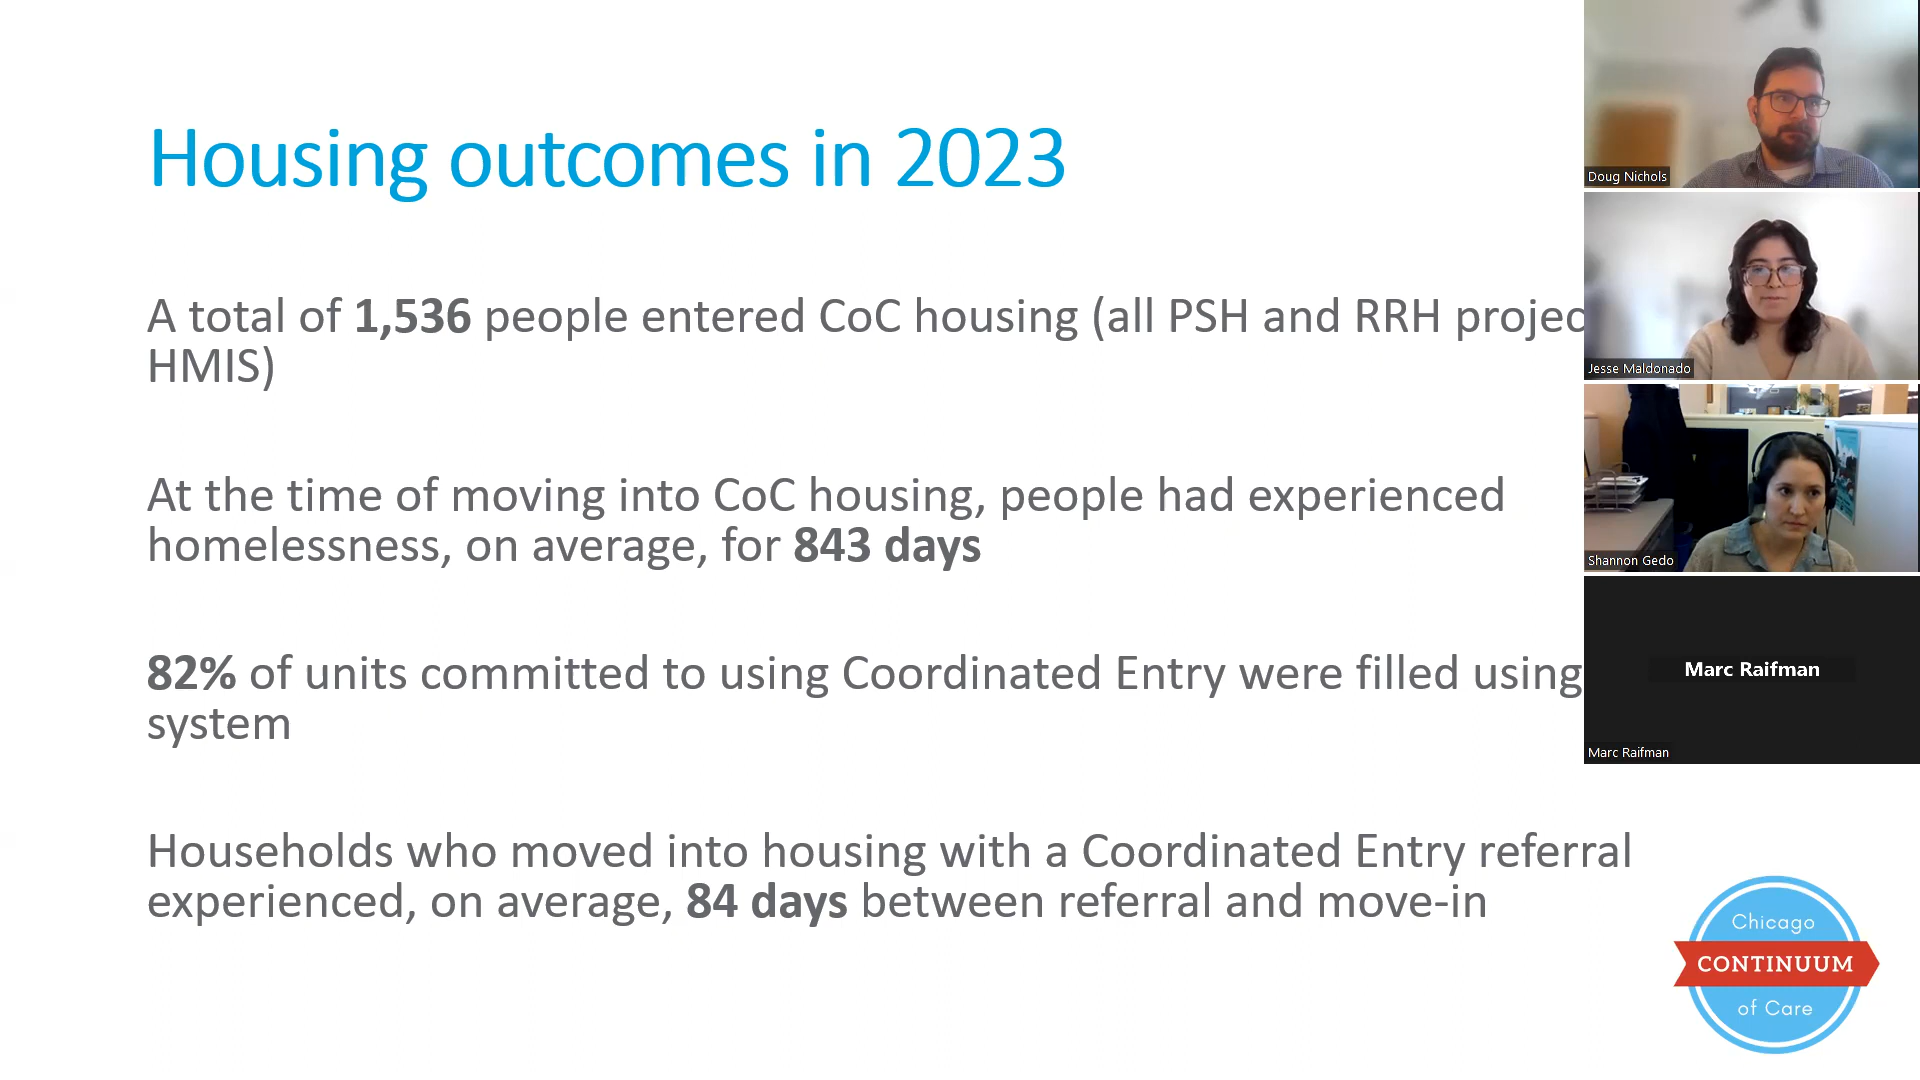 Housing outcomes in 2023
A total of 1,536 people entered CoC housing (all PSH and RRH projec
HMIS)
At the time of moving into CoC housing, people had experienced
homelessness, on average, for 843 days
82% of units committed to using Coordinated Entry were filled using
system
Households who moved into housing with a Coordinated Entry referral
experienced, on average, 84 days between referral and move-in
Doug Nichols
Jesse Maldonado
Shannon Gedo
Marc Raifman
Marc Raifman
Chicago
CONTINUUM
of Care